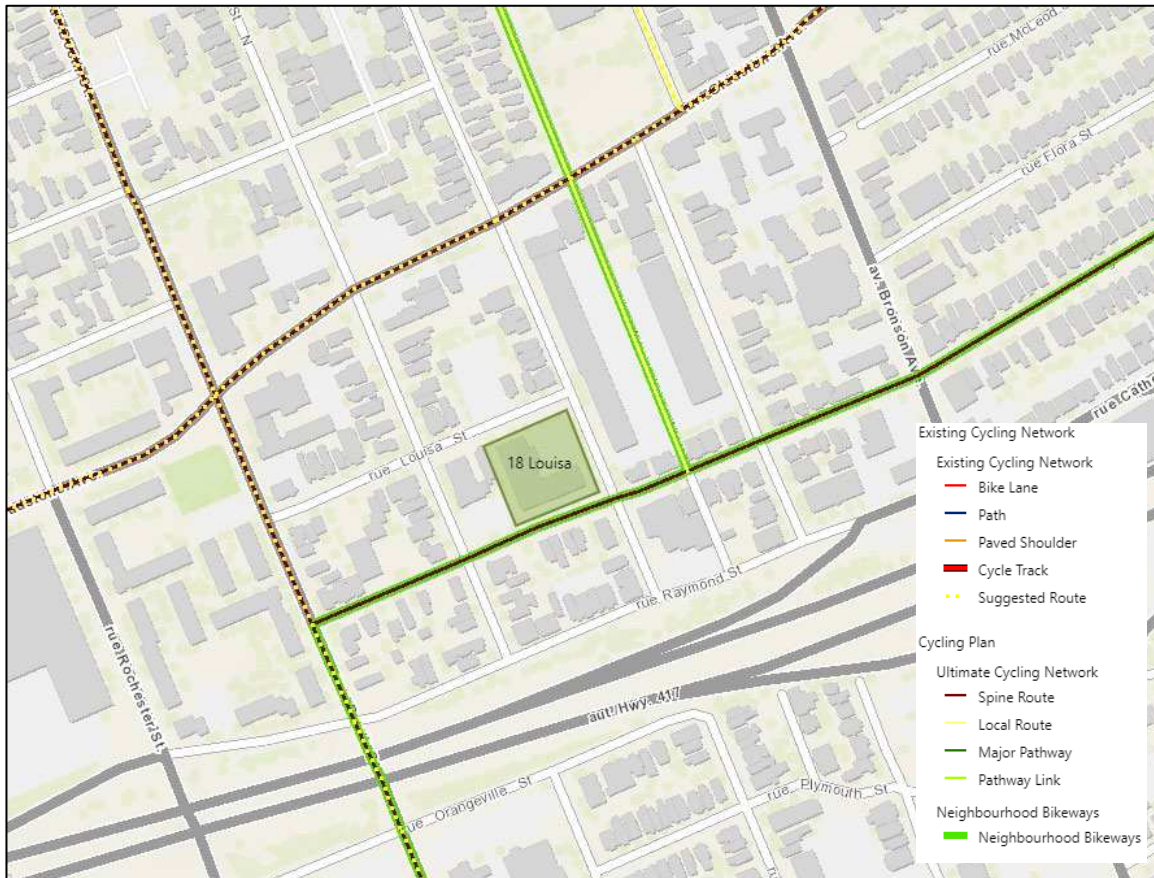 St. N
rue McLeod
rue Flora St
av. Bronson Ave
rue Louisa St
18 Louisa
rue Raymond St
rue Rochester St.
aut. Hwy. 417
rue Orangeville St
rue Plymouth St
Existing Cycling Network
Existing Cycling Network
Bike Lane
Path
Paved Shoulder
Cycle Track
Suggested Route
Cycling Plan
Ultimate Cycling Network
Spine Route
Local Route
Major Pathway
Pathway Link
Neighbourhood Bikeways
Neighbourhood Bikeways